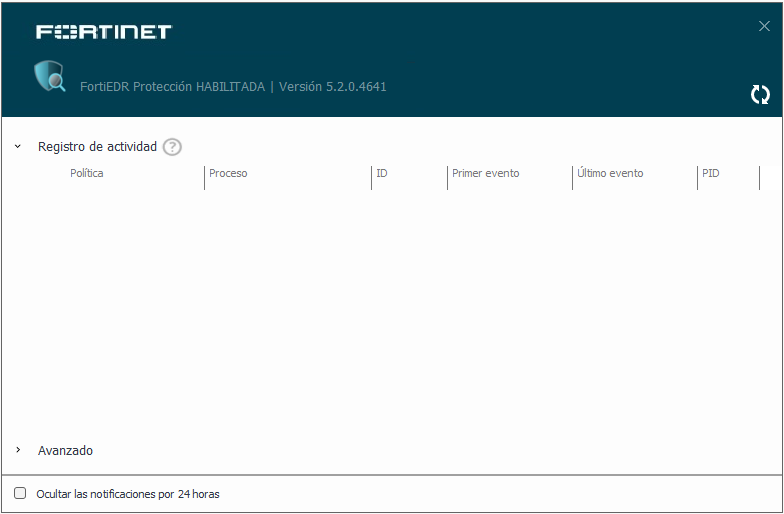 FORTINET
FortiEDR Protección HABILITADA | Versión 5.2.0.4641
Registro de actividad ?
Política Proceso ID Primer evento Último evento PID
Avanzado
Ocultar las notificaciones por 24 horas